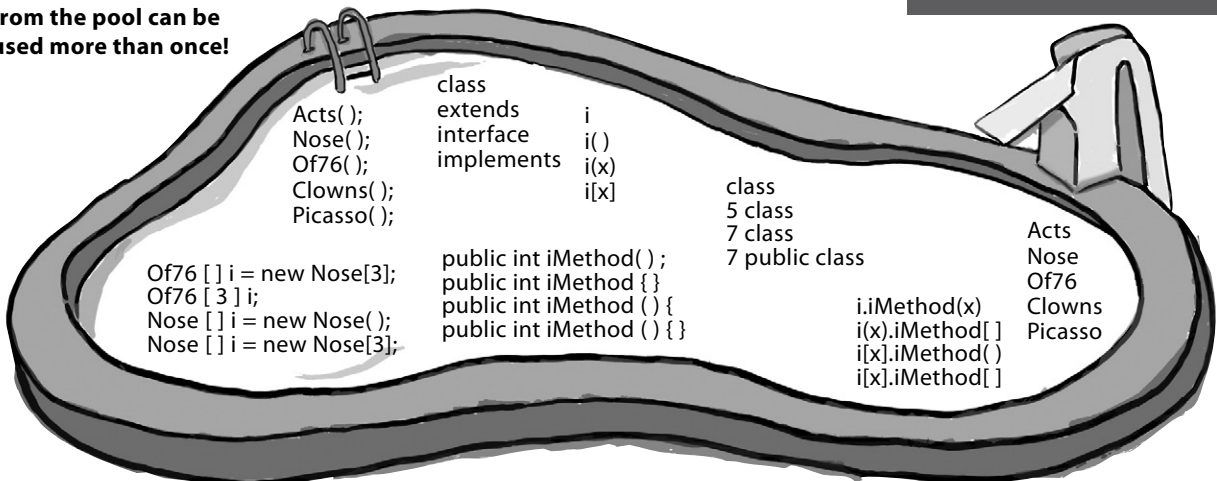 rom the pool can be
used more than once!
Acts( );
Nose( );
Of76( );
Clowns( );
Picasso( );
class
extends
interface
implements
i
i( )
i(x)
i[x]
class
5 class
7 class
7 public class
Acts
Nose
Of76
Clowns
Picasso
Of76 [ ] i = new Nose[3];
Of76 [ 3 ] i;
Nose [ ] i = new Nose( );
Nose [ ] i = new Nose[3];
public int iMethod( ) ;
public int iMethod { }
public int iMethod ( ) {
public int iMethod ( ) { }
i.iMethod(x)
i(x).iMethod[ ]
i[x].iMethod( )
i[x].iMethod[ ]